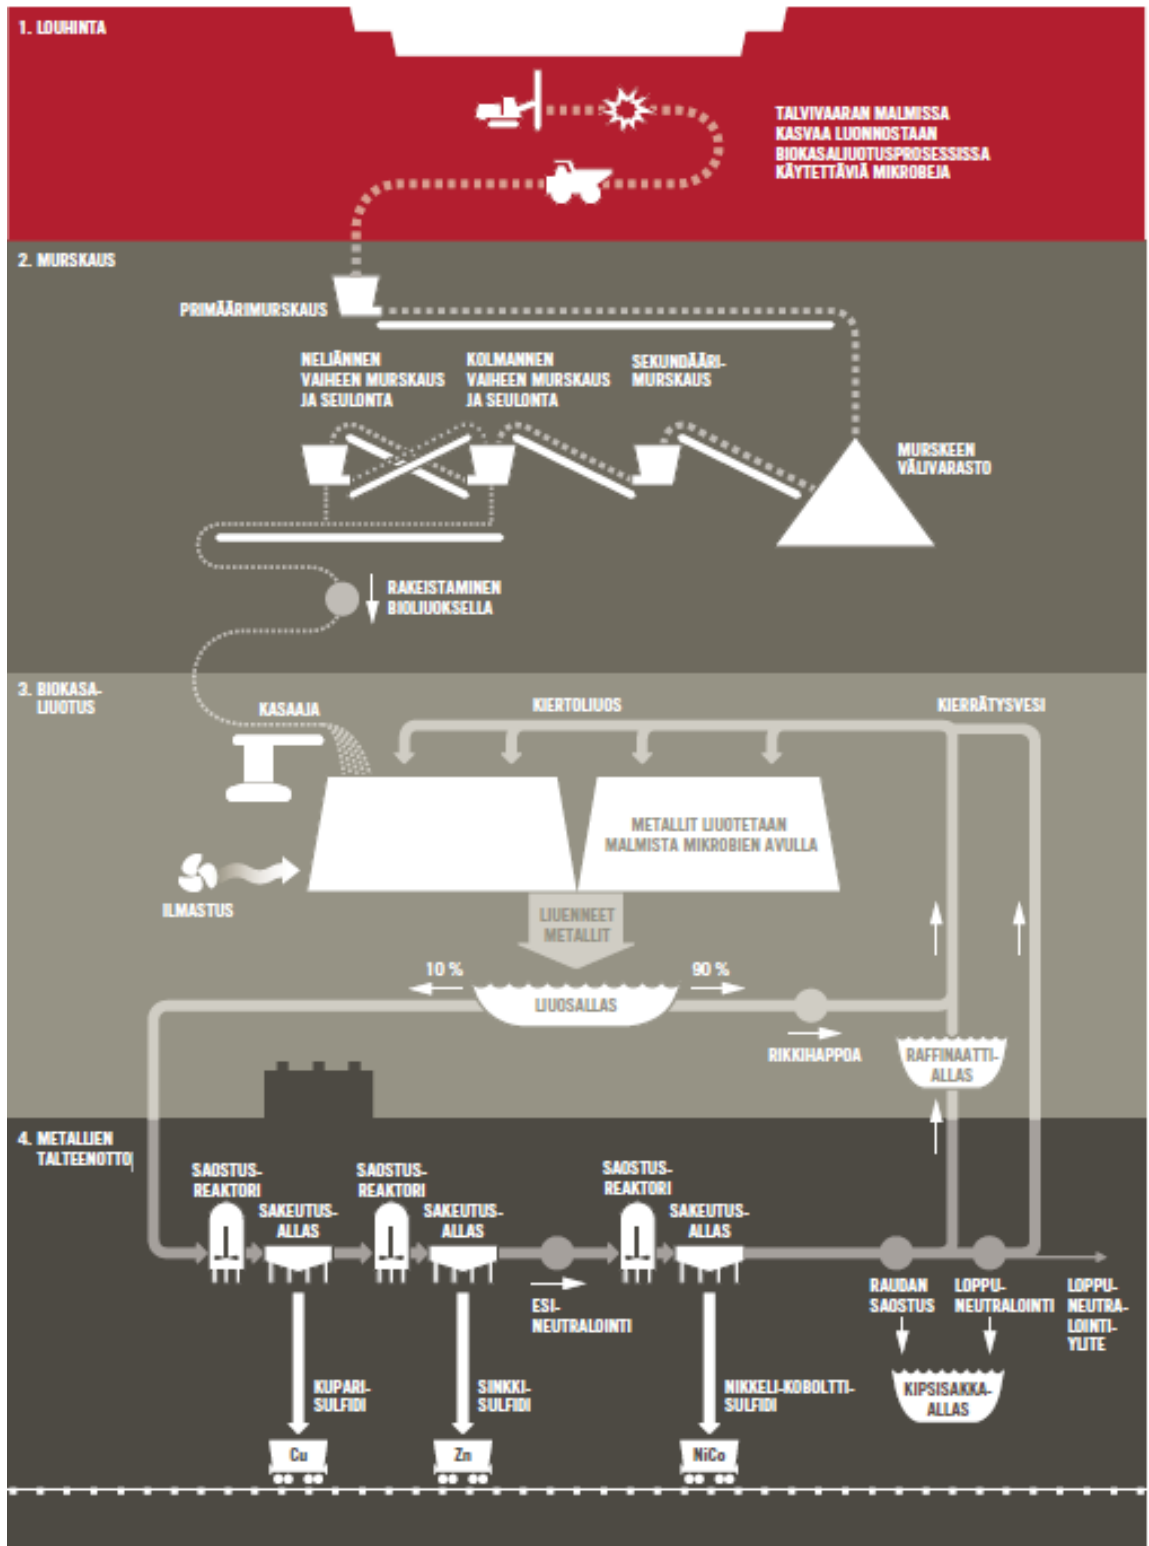 1. LOUHINTA
TALVIVAARAN MALMISSA
KASVAA LUONNOSTAAN
BIOKASALIUOTUSPROSESSISSA
KÄYTETTÄVIÄ MIKROBEJA
2. MURSKAUS
PRIMÄÄRIMURSKAUS
NELJÄNNEN
VAIHEEN MURSKAUS
JA SEULONTA
KOLMANNEN
VAIHEEN MURSKAUS
JA SEULONTA
SEKUNDÄÄRI-
MURSKAUS
MURSKEEN
VÄLIVARASTO
RAKEISTAMINEN
BIOLIUOKSELLA
3. BIOKASA-
LIUOTUS
KASAAJA
KIERTOLIUOS
KIERRÄTYSVESI
METALLIT LIUOTETAAN
MALMISTA MIKROBIEN AVULLA
ILMASTUS
LIUENNEET
METALLIT
10 %
90 %
LIUOSALLAS
RIKKIHAPPOA
RAFFINAATTI-
ALLAS
4. METALLIEN
TALTEENOTTO
SAOSTUS-
REAKTORI
SAKEUTUS-
ALLAS
SAOSTUS-
REAKTORI
SAKEUTUS-
ALLAS
SAOSTUS-
REAKTORI
SAKEUTUS-
ALLAS
ESI-
NEUTRALOINTI
RAUDAN
SAOSTUS
LOPPU-
NEUTRALOINTI
LOPPU-
NEUTRA-
LOINTI-
YLITE
KUPARI-
SULFIDI
SINKKI-
SULFIDI
NIKKELI-KOBOLTTI-
SULFIDI
KIPSISAKKA-
ALLAS
Cu
Zn
NiCo